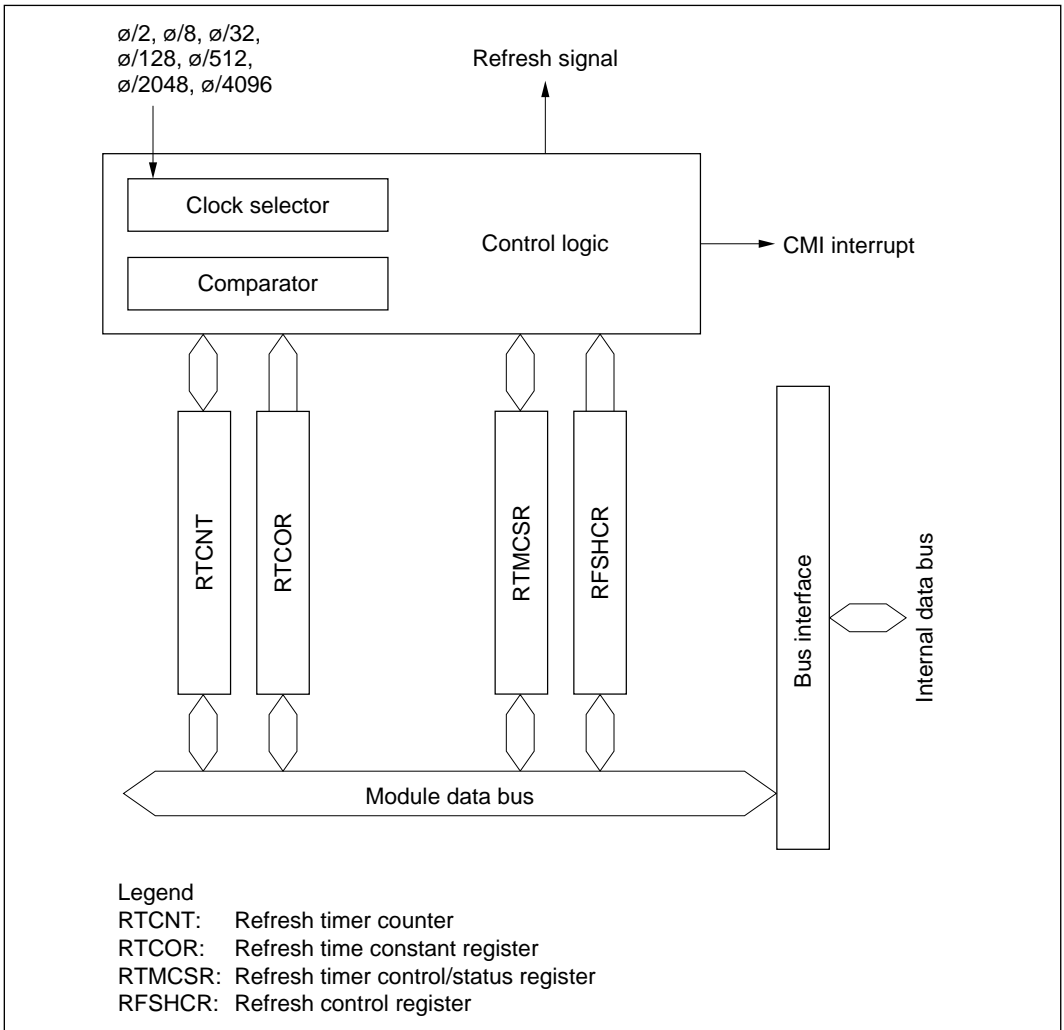 ø/2, ø/8, ø/32,
ø/128, ø/512,
ø/2048, ø/4096
Refresh signal
Clock selector
Control logic
CMI interrupt
Comparator
RTCNT
RTCOR
RTMCSR
RFSHCR
Bus interface
Internal data bus
Module data bus
Legend
RTCNT: Refresh timer counter
RTCOR: Refresh time constant register
RTMCSR: Refresh timer control/status register
RFSHCR: Refresh control register